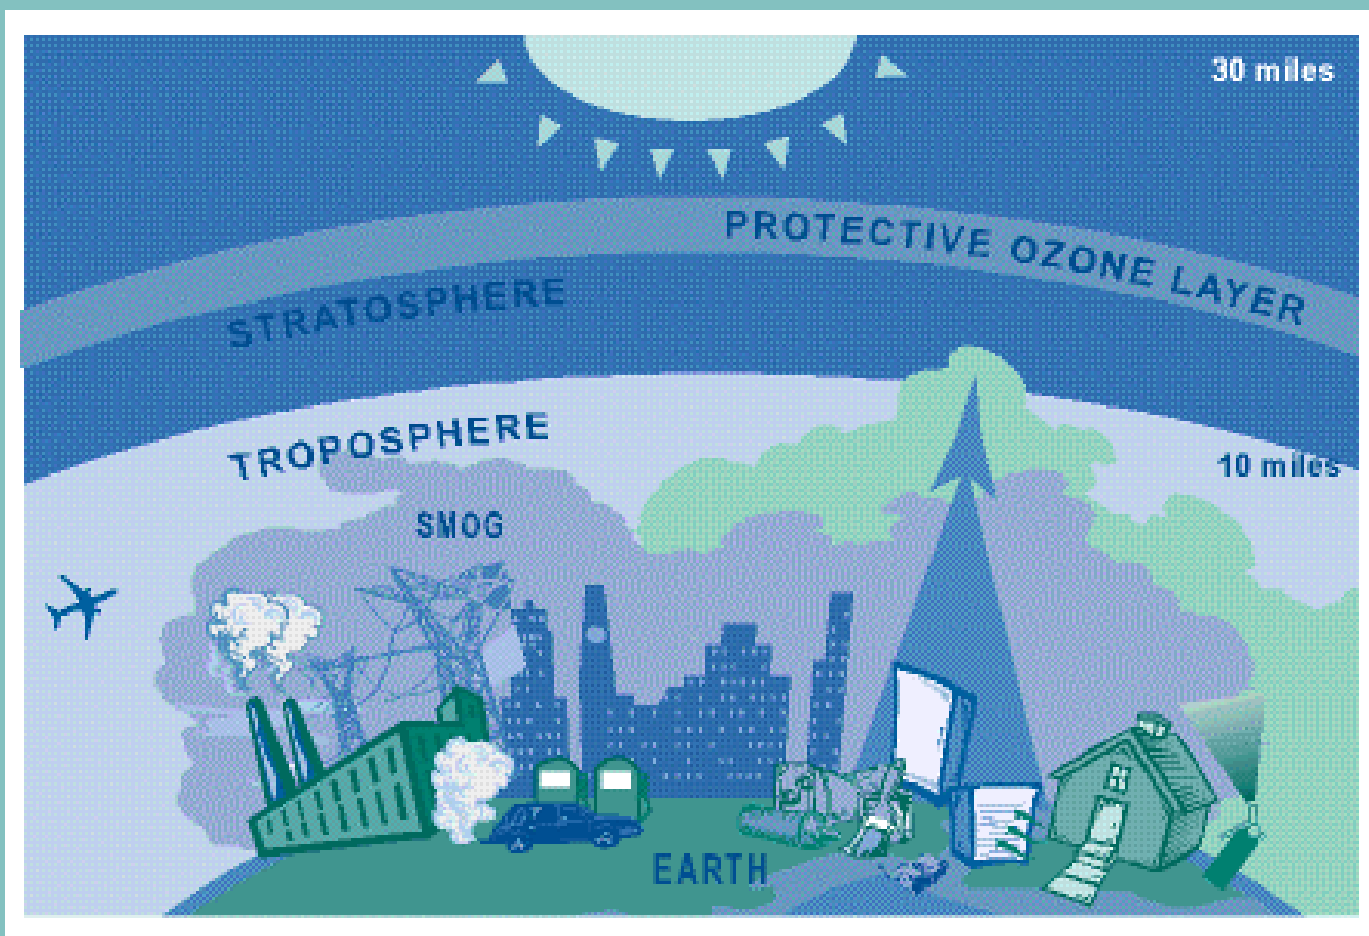 30 miles
PROTECTIVE OZONE LAYER
STRATOSPHERE
TROPOSPHERE
10 miles
SMOG
EARTH